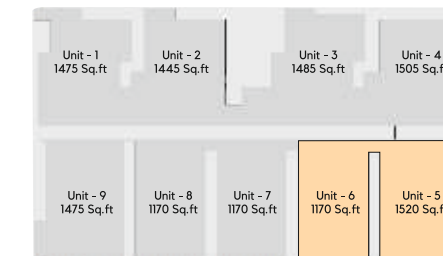 Unit - 1
1475 Sq.ft
Unit - 2
1445 Sq.ft
Unit - 3
1485 Sq.ft
Unit - 4
1505 Sq.f
Unit - 9
1475 Sq.ft
Unit - 8
1170 Sq.ft
Unit - 7
1170 Sq.ft
Unit - 6
1170 Sq.ft
Unit - 5
1520 Sq.f